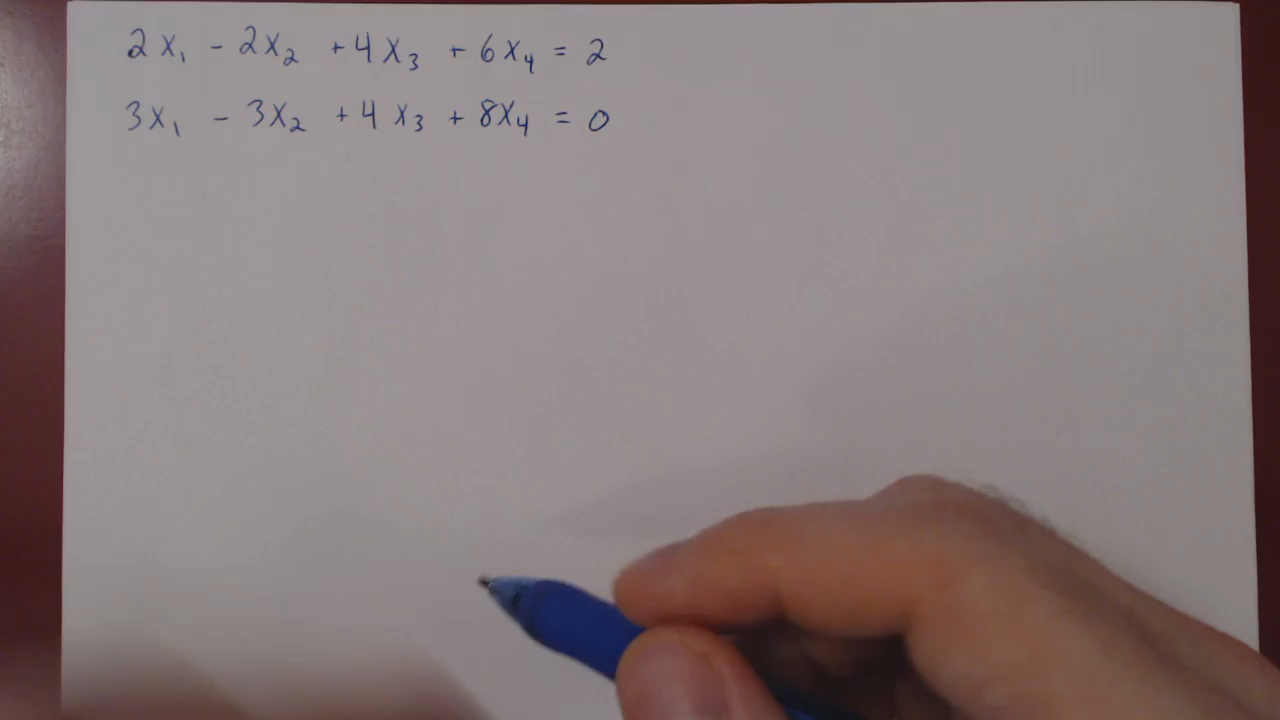 2x₁ - 2x₂ + 4x₃ + 6x₄ = 2
3x₁ - 3x₂ + 4x₃ + 8x₄ = 0